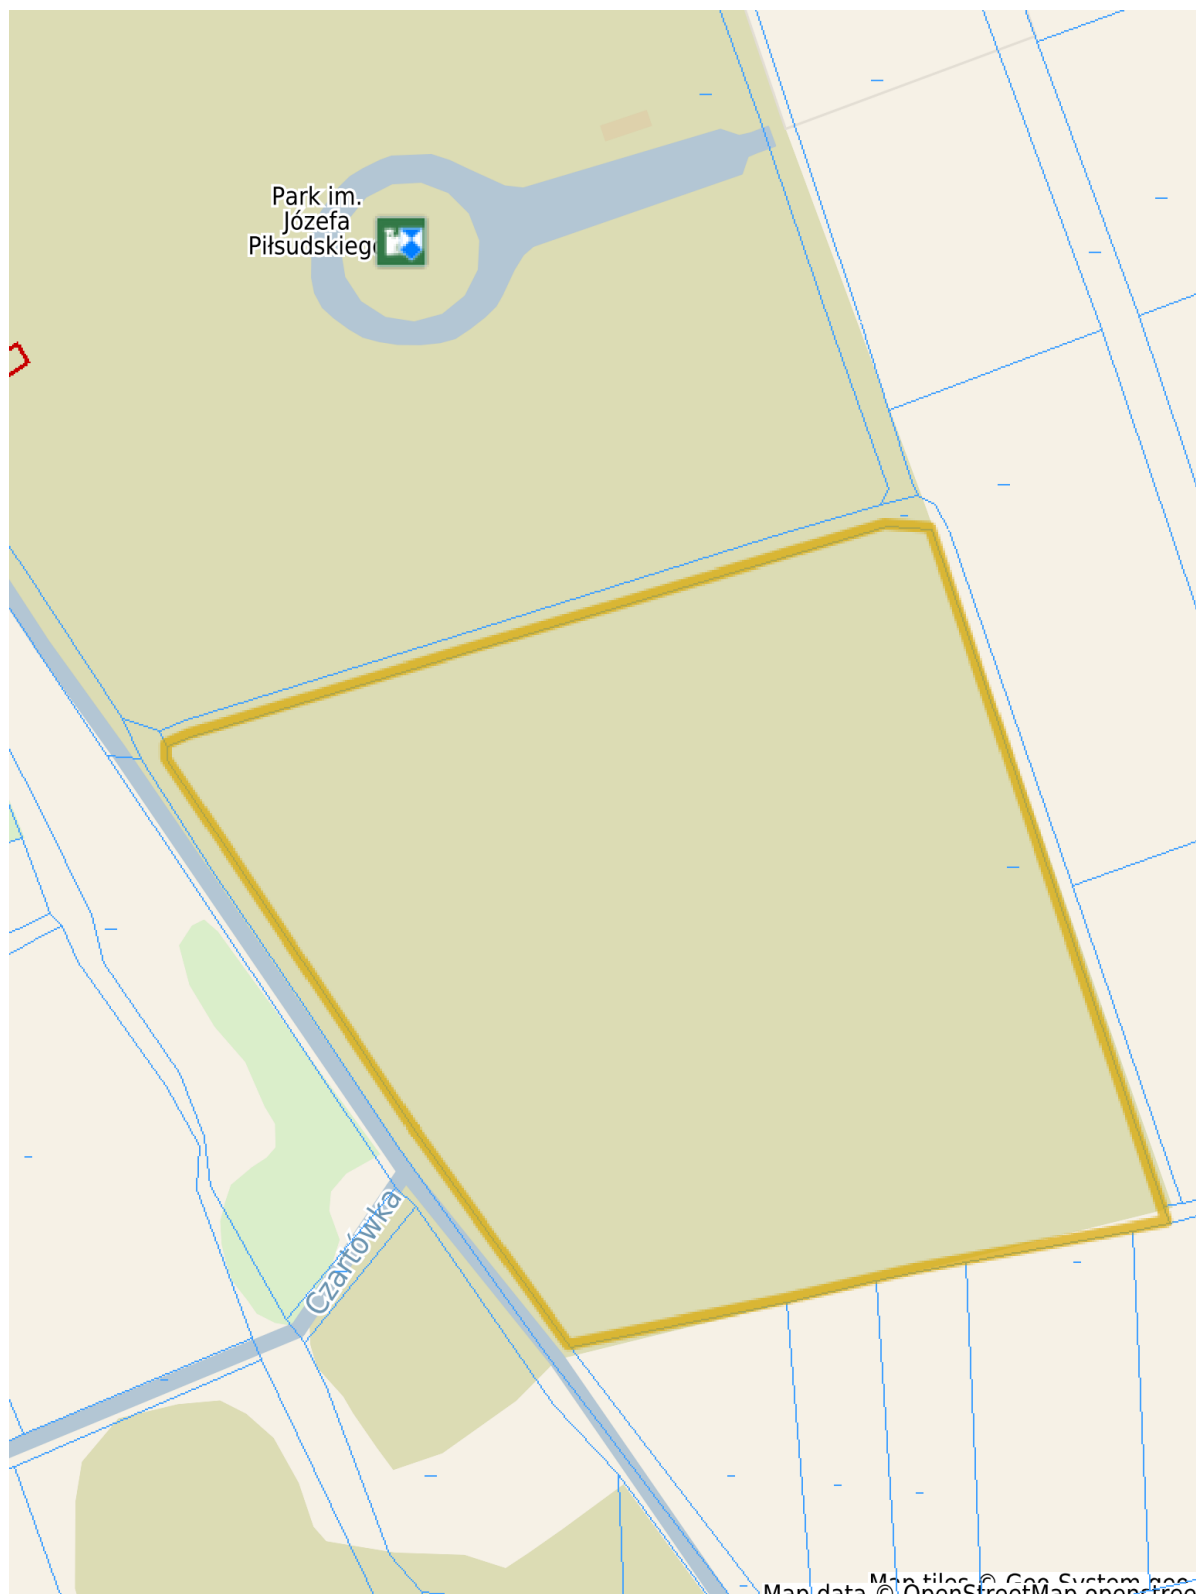 Park im.
Józefa
Piłsudskiego
Czartówka
Map tiles © Geo-System geo
Map data © OpenStreetMap openstree